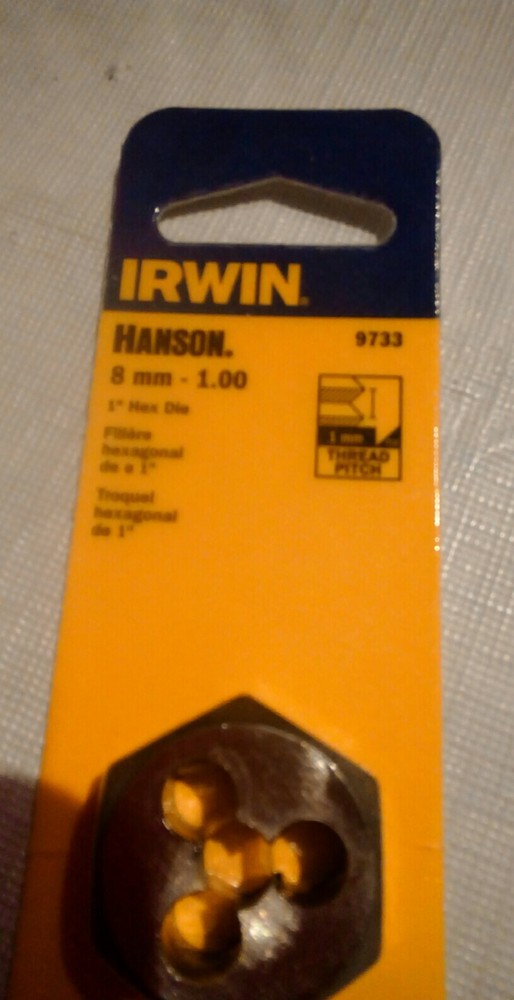 IRWIN.
HANSON.
9733
8 mm - 1.00
1" Hex Die
Filière
hexagonal
de a 1"
Troquel
hexagonal
de 1"
1 mm
THREAD
PITCH